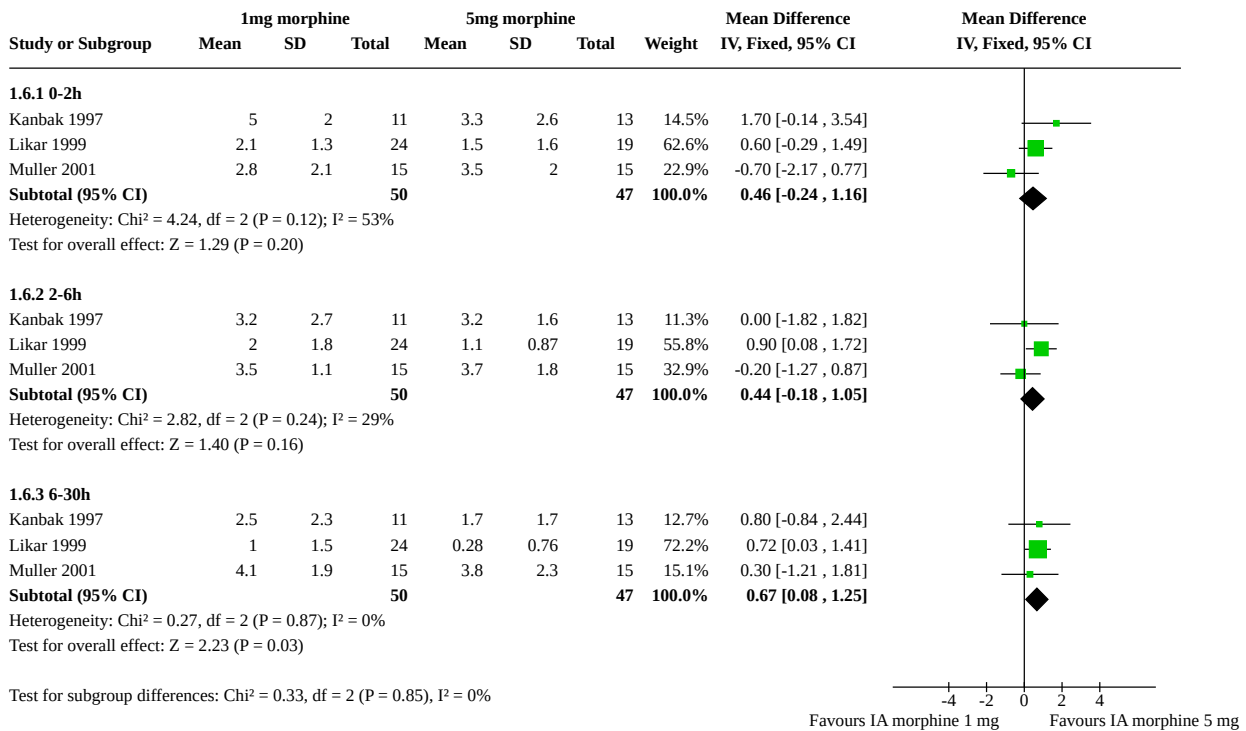 1mg morphine 5mg morphine Mean Difference Mean Difference
Study or Subgroup Mean SD Total Mean SD Total Weight IV, Fixed, 95% CI IV, Fixed, 95% CI
1.6.1 0-2h
Kanbak 1997 5 2 11 3.3 2.6 13 14.5% 1.70 [-0.14 , 3.54]
Likar 1999 2.1 1.3 24 1.5 1.6 19 62.6% 0.60 [-0.29 , 1.49]
Muller 2001 2.8 2.1 15 3.5 2 15 22.9% -0.70 [-2.17 , 0.77]
Subtotal (95% CI) 50 47 100.0% 0.46 [-0.24 , 1.16]
Heterogeneity: Chi² = 4.24, df = 2 (P = 0.12); I² = 53%
Test for overall effect: Z = 1.29 (P = 0.20)
1.6.2 2-6h
Kanbak 1997 3.2 2.7 11 3.2 1.6 13 11.3% 0.00 [-1.82 , 1.82]
Likar 1999 2 1.8 24 1.1 0.87 19 55.8% 0.90 [0.08 , 1.72]
Muller 2001 3.5 1.1 15 3.7 1.8 15 32.9% -0.20 [-1.27 , 0.87]
Subtotal (95% CI) 50 47 100.0% 0.44 [-0.18 , 1.05]
Heterogeneity: Chi² = 2.82, df = 2 (P = 0.24); I² = 29%
Test for overall effect: Z = 1.40 (P = 0.16)
1.6.3 6-30h
Kanbak 1997 2.5 2.3 11 1.7 1.7 13 12.7% 0.80 [-0.84 , 2.44]
Likar 1999 1 1.5 24 0.28 0.76 19 72.2% 0.72 [0.03 , 1.41]
Muller 2001 4.1 1.9 15 3.8 2.3 15 15.1% 0.30 [-1.21 , 1.81]
Subtotal (95% CI) 50 47 100.0% 0.67 [0.08 , 1.25]
Heterogeneity: Chi² = 0.27, df = 2 (P = 0.87); I² = 0%
Test for overall effect: Z = 2.23 (P = 0.03)
Test for subgroup differences: Chi² = 0.33, df = 2 (P = 0.85), I² = 0%
-4 -2 0 2 4
Favours IA morphine 1 mg Favours IA morphine 5 mg